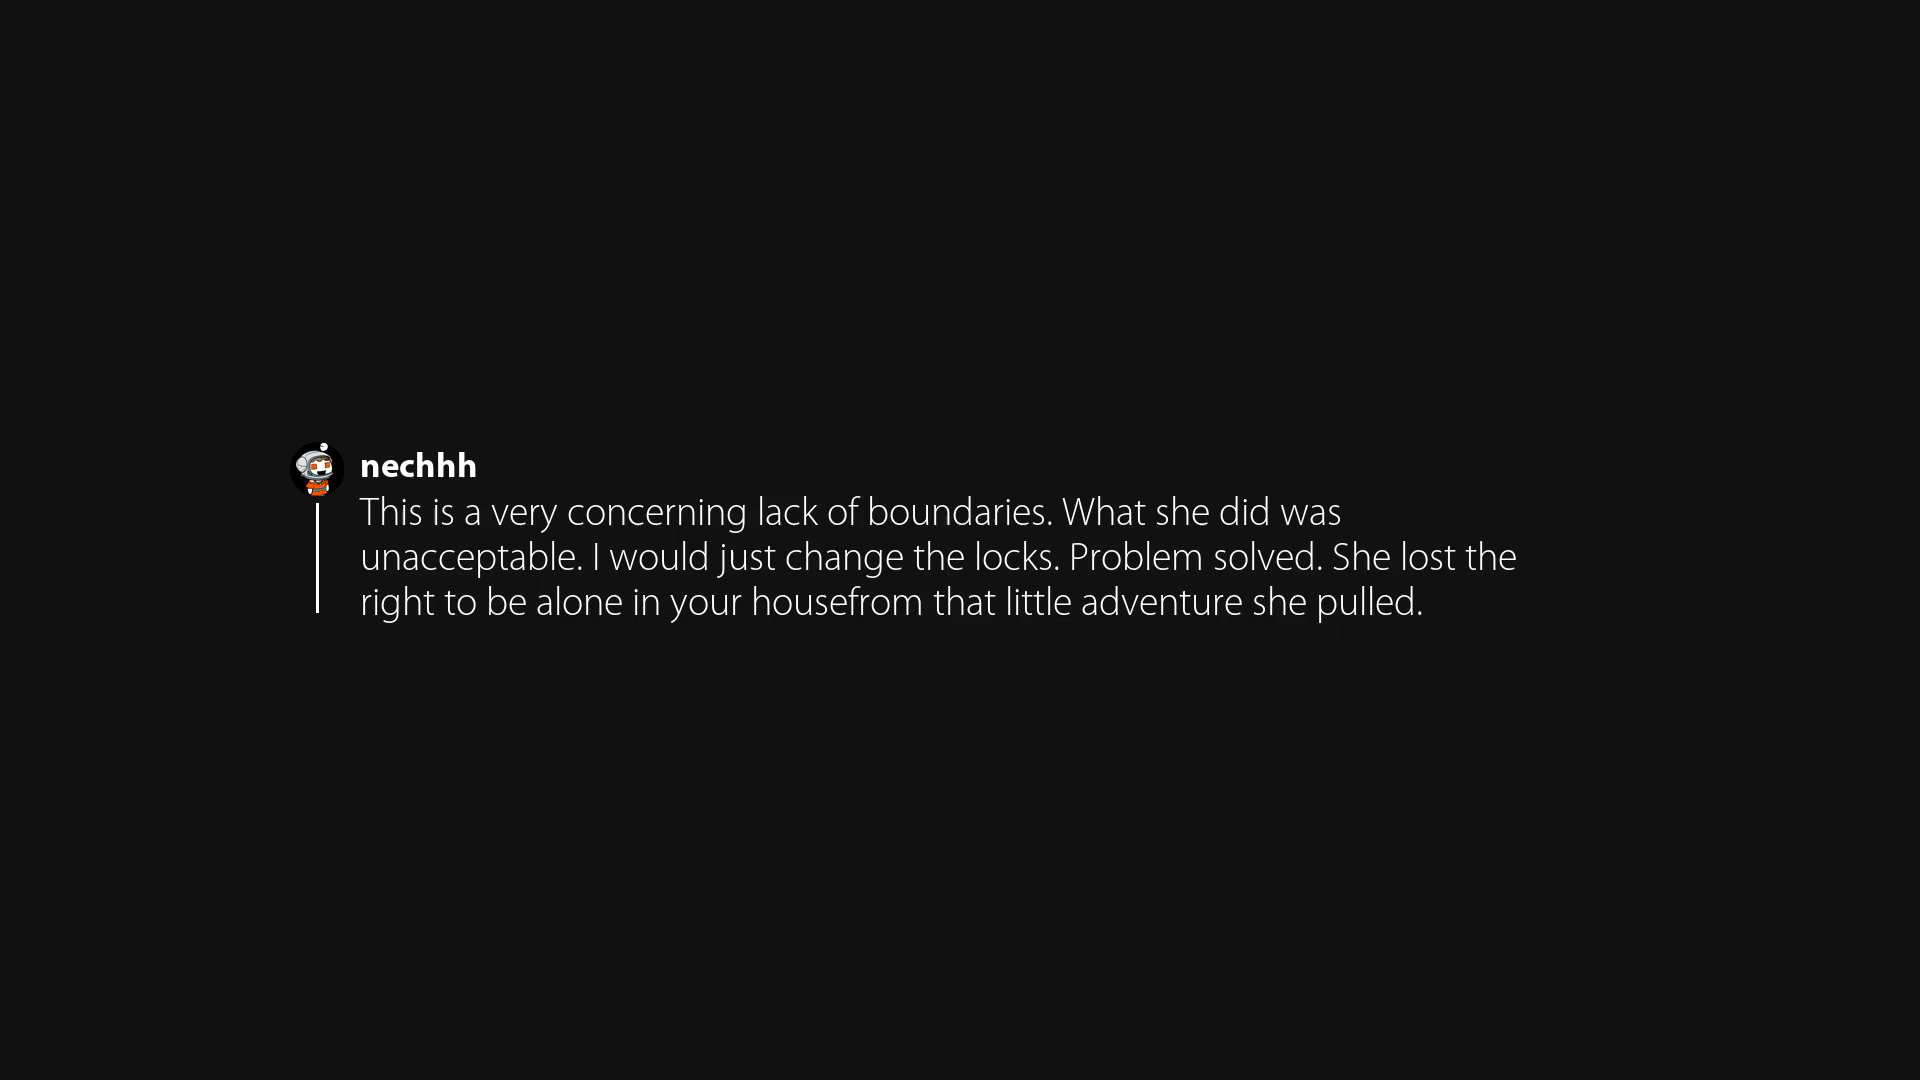 nechhh
This is a very concerning lack of boundaries. What she did was
unacceptable. I would just change the locks. Problem solved. She lost the
right to be alone in your housefrom that little adventure she pulled.